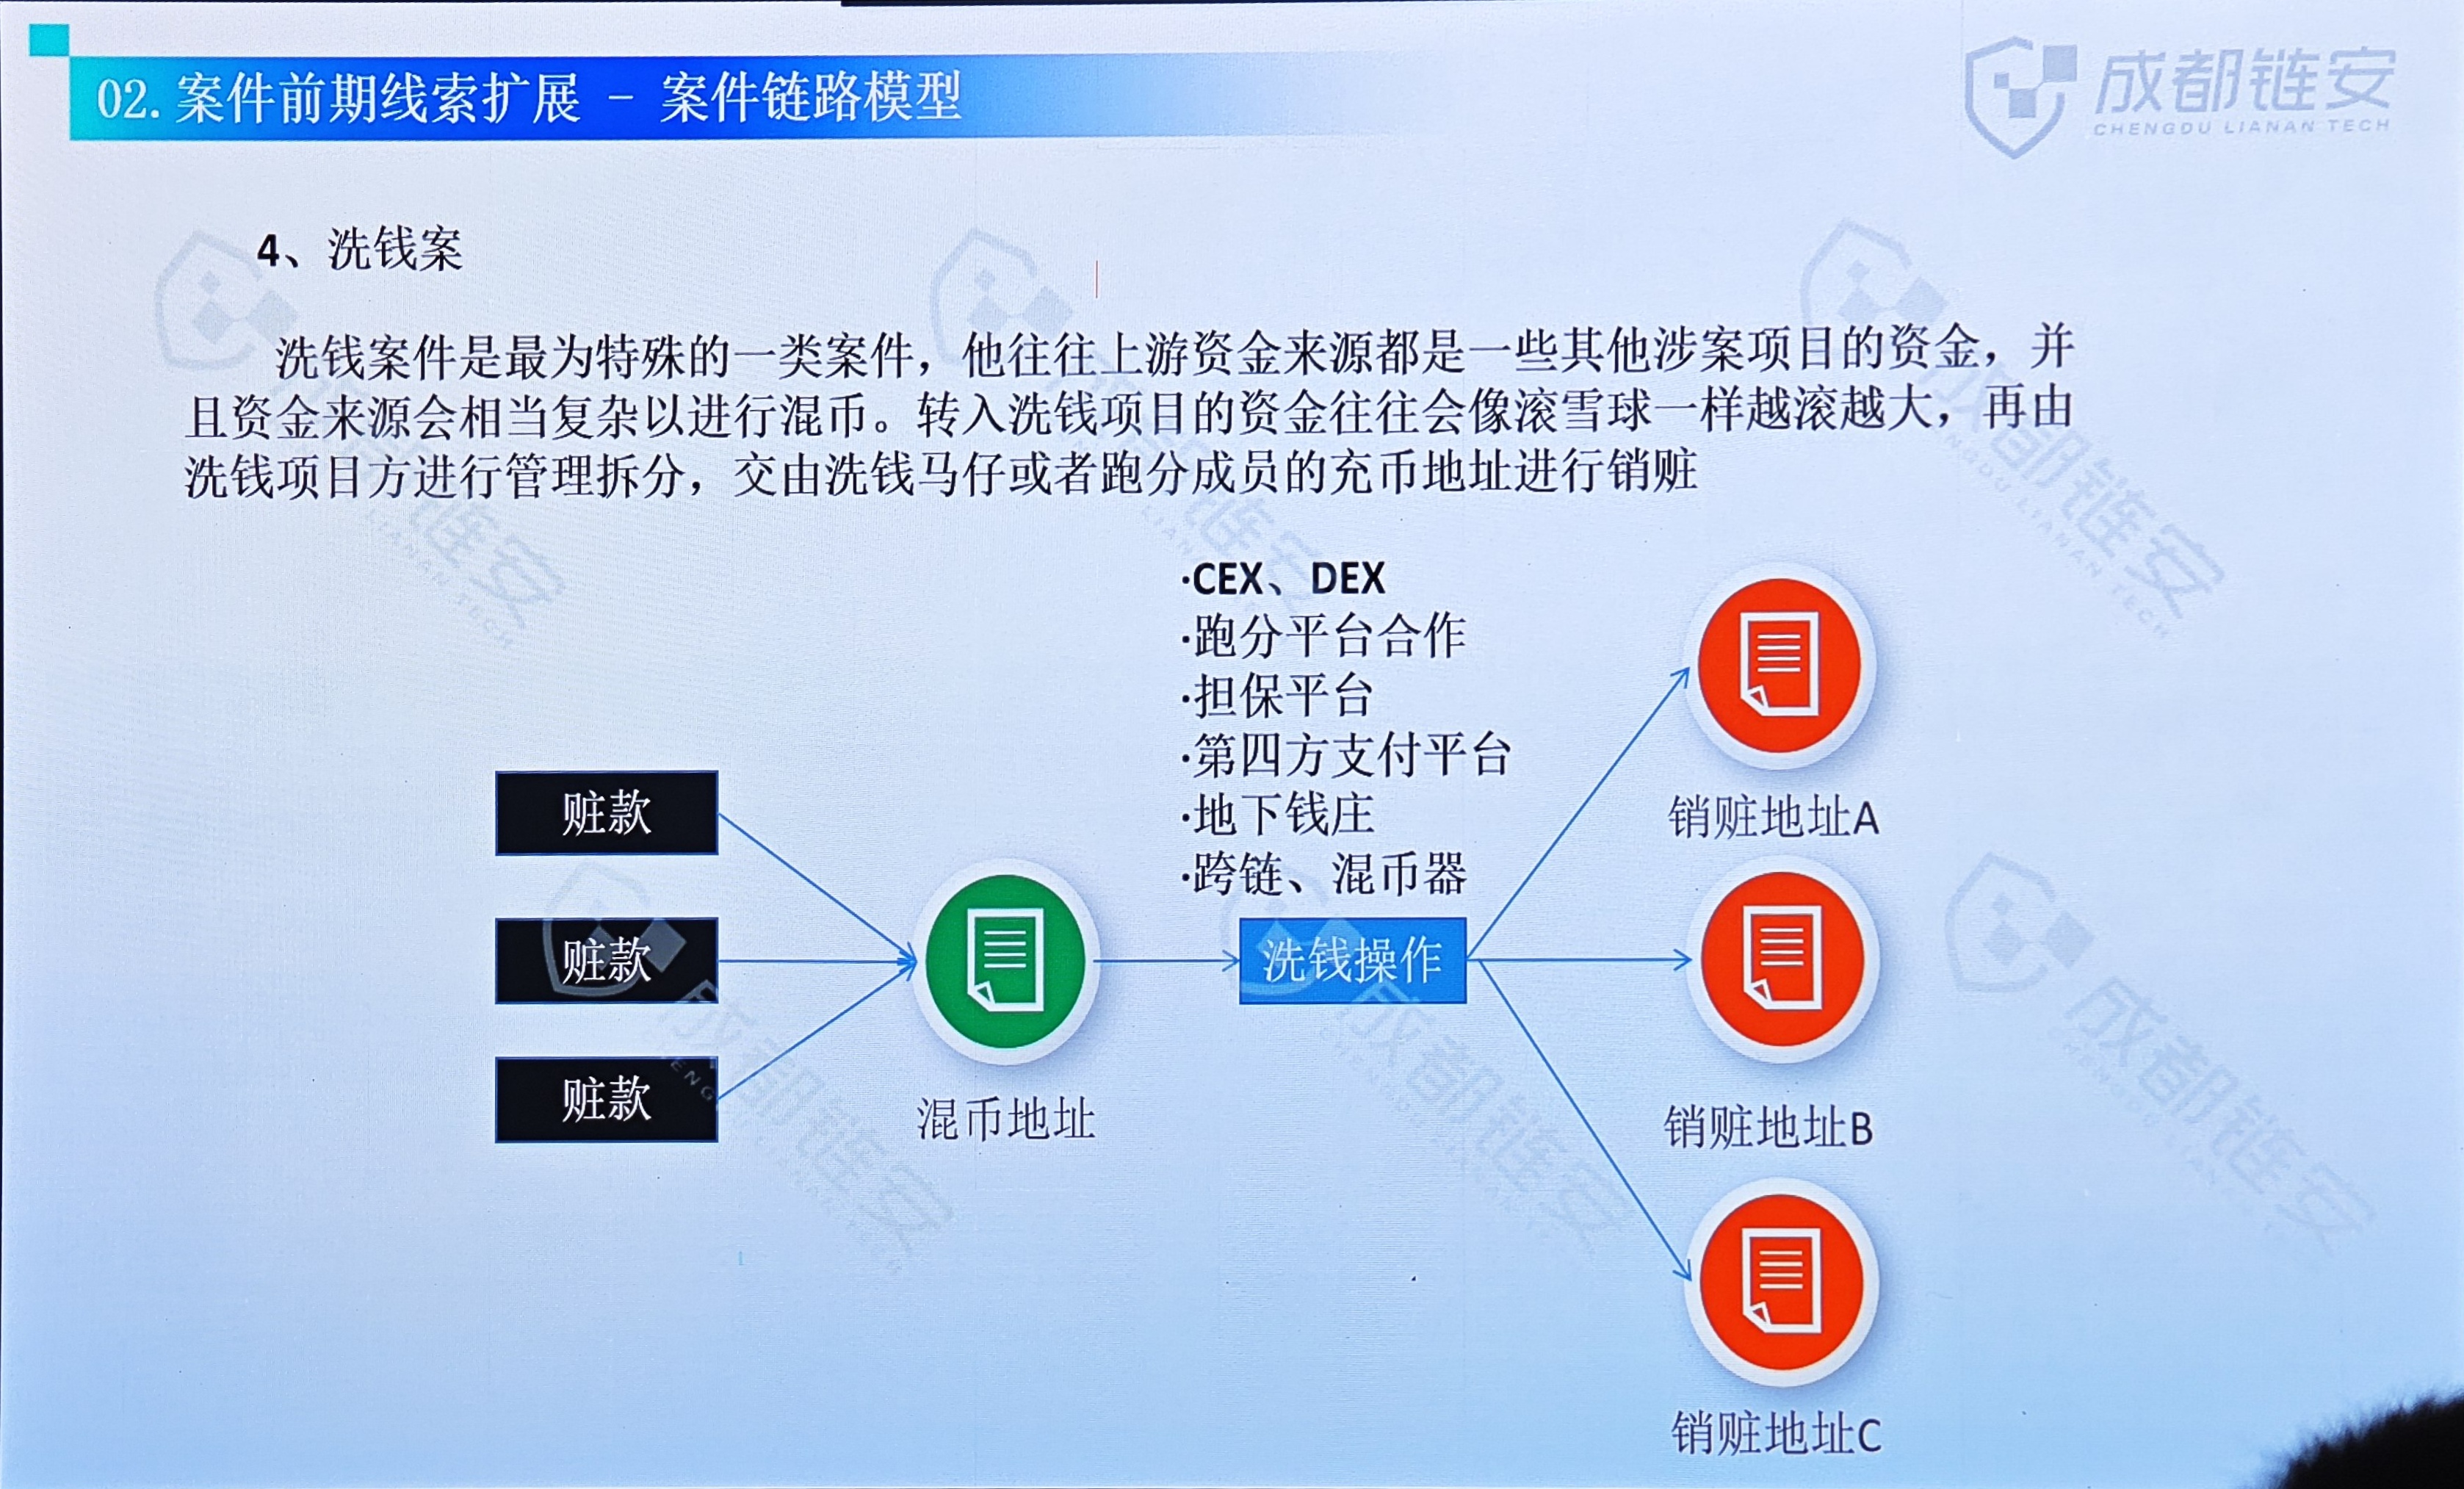 02.案件前期线索扩展 - 案件链路模型
成都链安
CHENGDU LIANAN TECH
4、洗钱案
洗钱案件是最为特殊的一类案件，他往往上游资金来源都是一些其他涉案项目的资金，并
且资金来源会相当复杂以进行混币。转入洗钱项目的资金往往会像滚雪球一样越滚越大，再由
洗钱项目方进行管理拆分，交由洗钱马仔或者跑分成员的充币地址进行销赃
·CEX、DEX
·跑分平台合作
·担保平台
·第四方支付平台
·地下钱庄
·跨链、混币器
赃款
赃款
赃款
混币地址
洗钱操作
销赃地址A
销赃地址B
销赃地址C